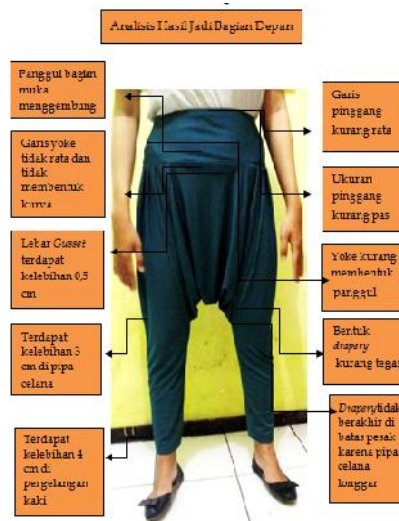 Analisis Hasil Jadi Bagian Depan
Panggul bagian
muka
menggembung
Garis yoke
tidak rata dan
tidak
membentuk
kurva
Lebar Gusset
terdapat
kelebihan 0,5
cm
Terdapat
kelebihan 3
cm di pipa
celana
Terdapat
kelebihan 4
cm di
pergelangan
kaki
Garis
pinggang
kurang rata
Ukuran
pinggang
kurang pas
Yoke kurang
membentuk
panggul
Bentuk
drapery
kurang tegas
Drapery tidak
berakhir di
batas pesak
karena pipa
celana
longgar